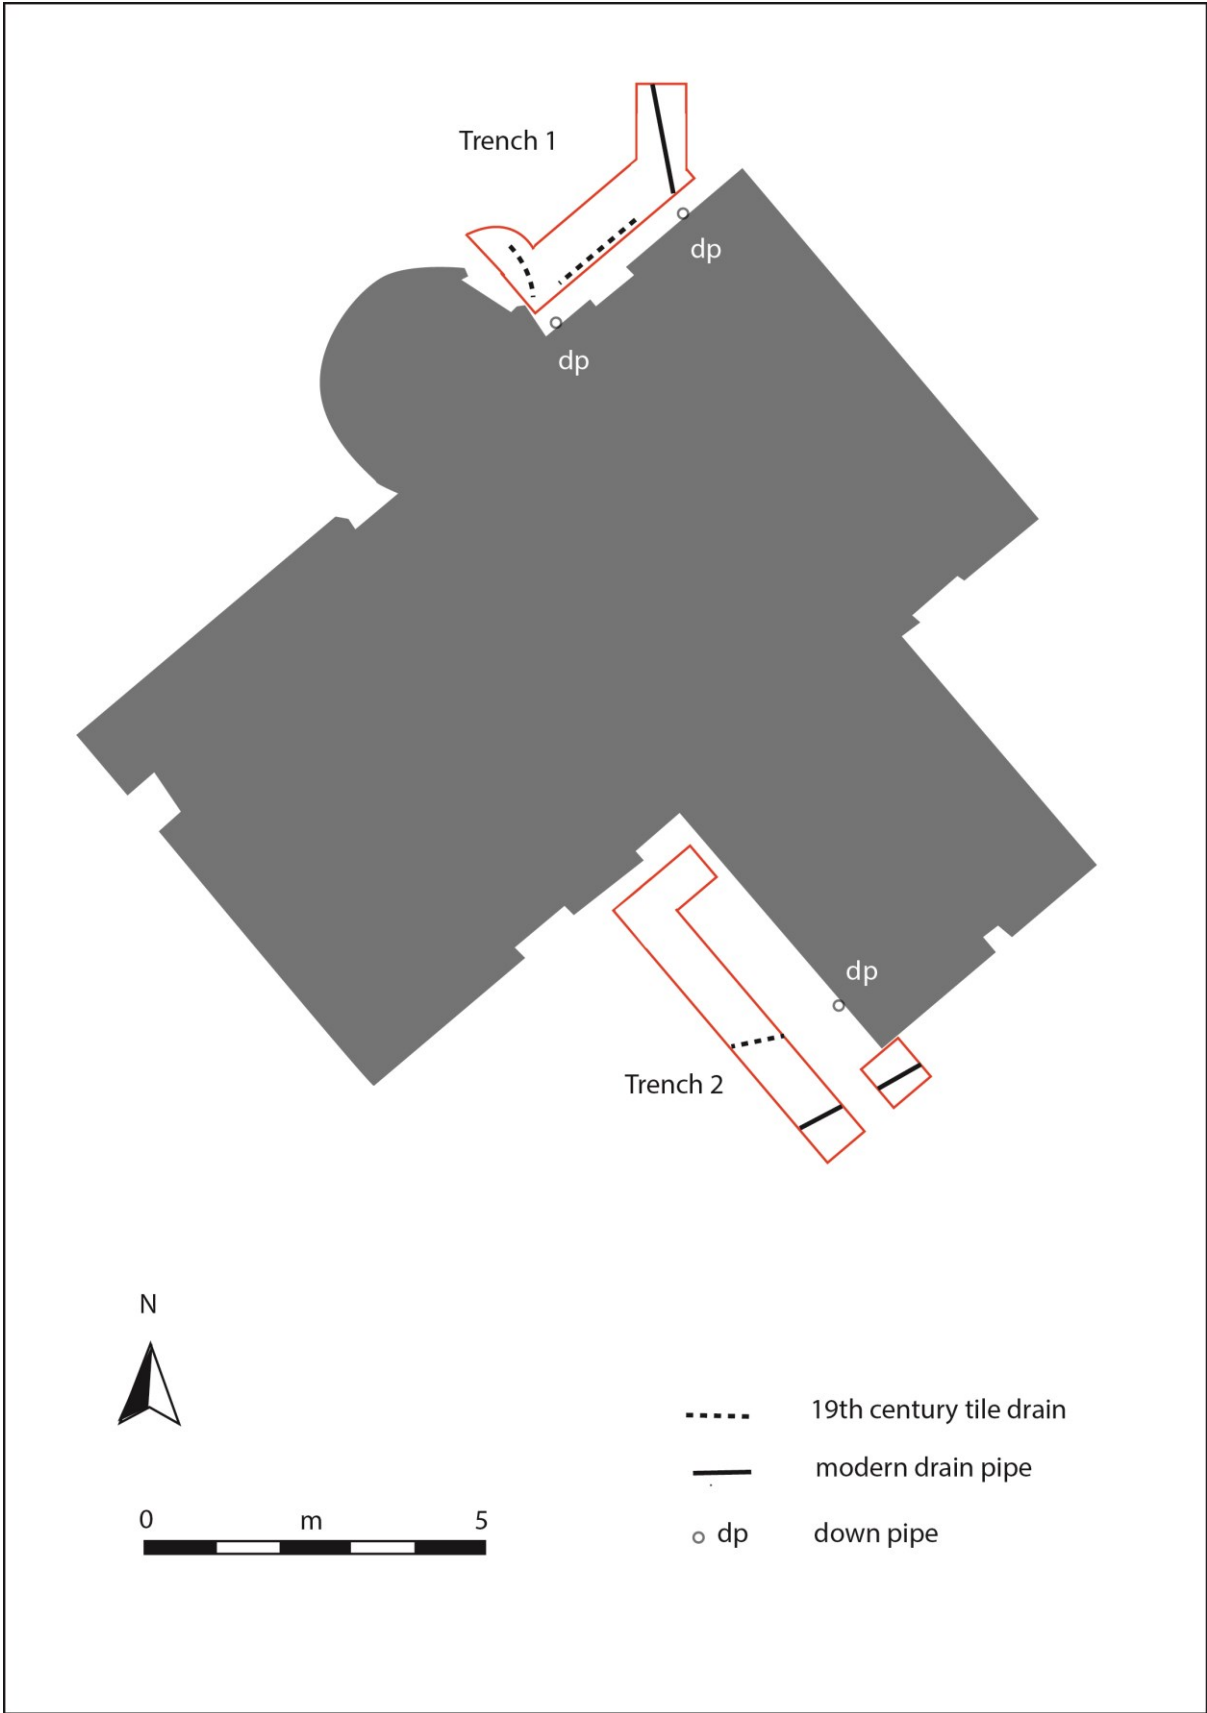 Trench 1
dp
dp
dp
Trench 2
N
19th century tile drain
modern drain pipe
0 m 5
dp down pipe